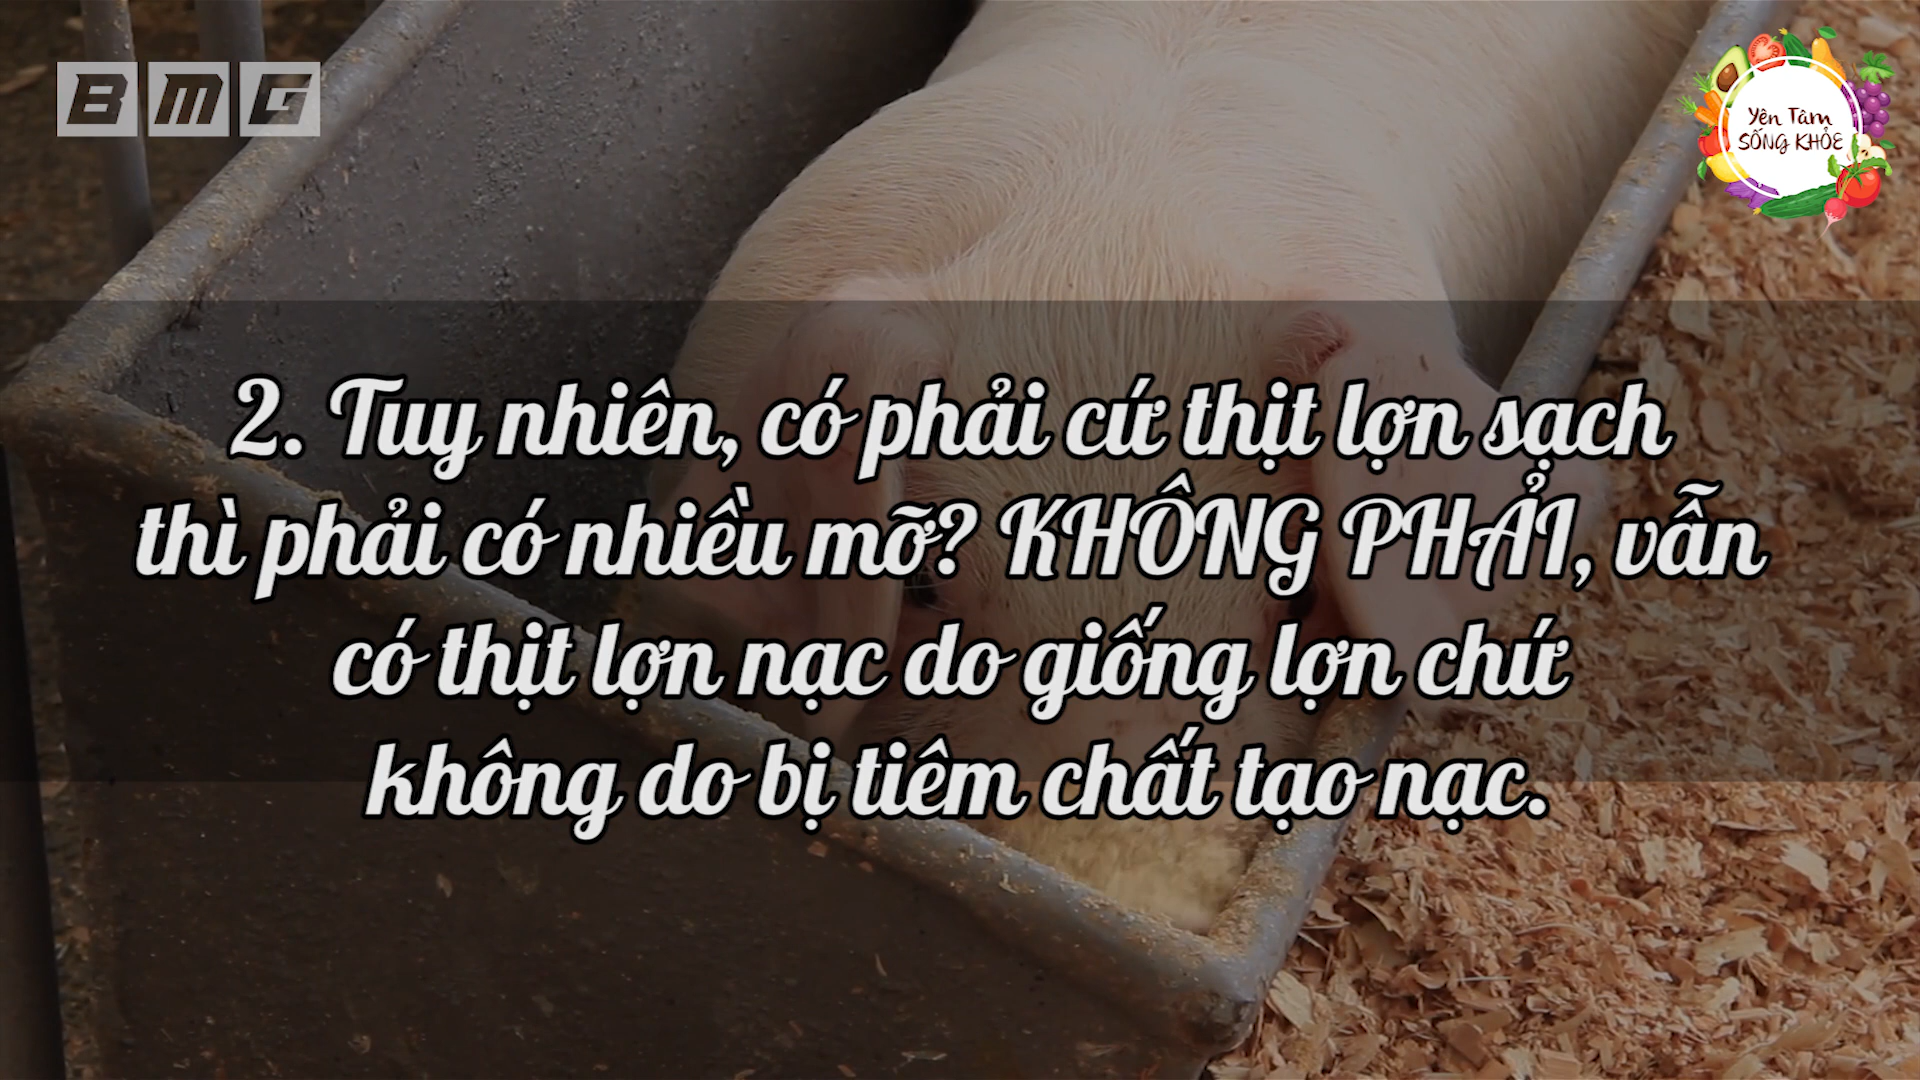 BMG
Yên Tâm
SỐNG KHỎE
2. Tuy nhiên, có phải cứ thịt lợn sạch
thì phải có nhiều mỡ? KHÔNG PHẢI, vẫn
có thịt lợn nạc do giống lợn chứ
không do bị tiêm chất tạo nạc.